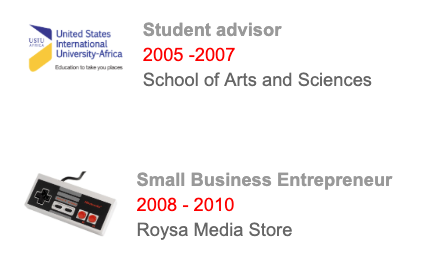 United States
International
University-Africa
USIU
AFRICA
Education to take you places
Student advisor
2005 -2007
School of Arts and Sciences
Small Business Entrepreneur
2008 - 2010
Roysa Media Store